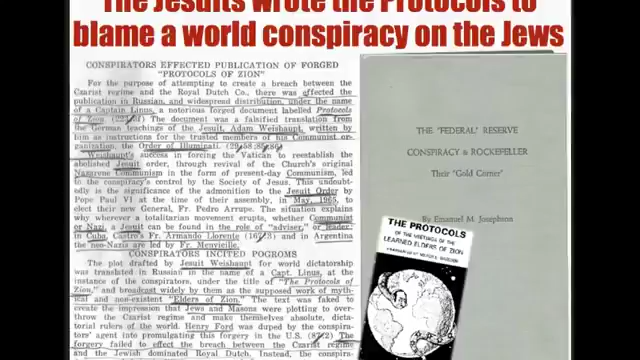 The Jesuits wrote the Protocols to
blame a world conspiracy on the Jews
CONSPIRATORS EFFECTED PUBLICATION OF FORGED
"PROTOCOLS OF ZION"
For the purpose of attempting to create a breach between the
Czarist regime and the Royal Dutch Co., there was effected the
publication in Russian, and widespread distribution, under the name
of a Captain Linus, a notorious forged document labelled Protocols
of Zion. The document was a falsified translation from
the German teachings of the Jesuit, Adam Weishaupt, written by
him as instructions for the trusted members of his Communist or-
ganization, the Order of Illuminati.
Weishaupt's success in forcing the Vatican to reestablish the
abolished Jesuit order, through revival of the Church's original
Nazarene Communism in the form of present-day Communism, led
to the conspiracy's control by the Society of Jesus. This undoubt-
edly is the significance of the admission to the Jesuit Order by
Pope Paul VI at the time of their assembly, in May, 1965, to
elect their new General, Fr. Pedro Arrupe. The situation explains
why wherever a totalitarian movement erupts, whether Communist
or Nazi, a Jesuit can be found in the role of "adviser" or leader;
in Cuba, Castro's Fr. Armando Llorente and in Argentina
the neo-Nazis are led by Fr. Menvielle.
CONSPIRATORS INCITED POGROMS
The plot drafted by Jesuit Weishaupt for world dictatorship
was translated in Russian in the name of a Capt. Linus, at
the instance of the conspirators, under the title of "The Protocols of
Zion," and broadcast widely by them as the supposed work of myth-
ical and non-existent "Elders of Zion." The text was faked to
create the impression that Jews and Masons were plotting to over-
throw the Czarist regime and make themselves absolute, dicta-
torial rulers of the world. Henry Ford was duped by the conspira-
tors' agent into promulgating this forgery in the U.S. The
forgery failed to effect the breach between the Czarist regime
and the Jewish dominated Royal Dutch. Instead, the conspira-
THE "FEDERAL" RESERVE
CONSPIRACY & ROCKEFELLER
Their "Gold Corner"
By Emanuel M. Josephson
THE PROTOCOLS
OF THE MEETINGS OF THE
LEARNED ELDERS OF ZION